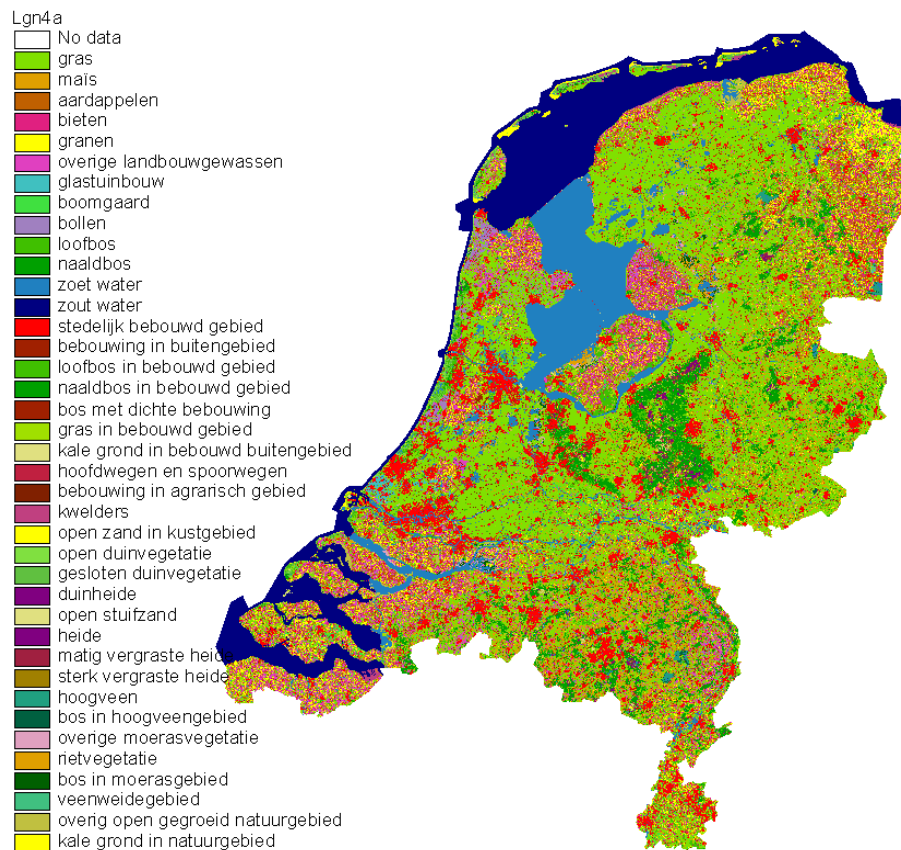 Lgn4a
No data
gras
maïs
aardappelen
bieten
granen
overige landbouwgewassen
glastuinbouw
boomgaard
bollen
loofbos
naaldbos
zoet water
zout water
stedelijk bebouwd gebied
bebouwing in buitengebied
loofbos in bebouwd gebied
naaldbos in bebouwd gebied
bos met dichte bebouwing
gras in bebouwd gebied
kale grond in bebouwd buitengebied
hoofdwegen en spoorwegen
bebouwing in agrarisch gebied
kwelders
open zand in kustgebied
open duinvegetatie
gesloten duinvegetatie
duinheide
open stuifzand
heide
matig vergraste heide
sterk vergraste heide
hoogveen
bos in hoogveengebied
overige moerasvegetatie
rietvegetatie
bos in moerasgebied
veenweidegebied
overig open gegroeid natuurgebied
kale grond in natuurgebied